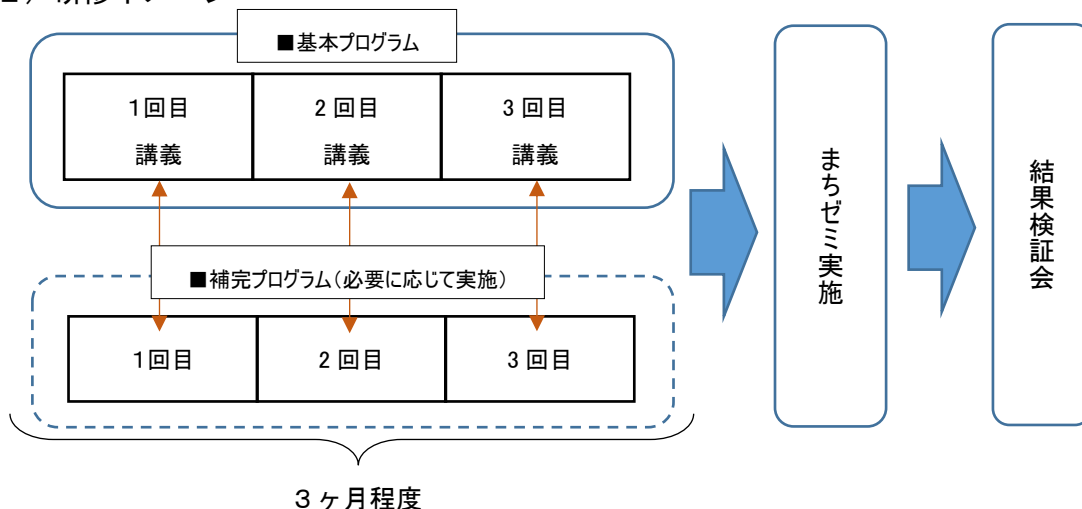 ■基本プログラム
1回目
講義
2回目
講義
3回目
講義
■補完プログラム(必要に応じて実施)
1回目
2回目
3回目
3ヶ月程度
まちゼミ実施
結果検証会